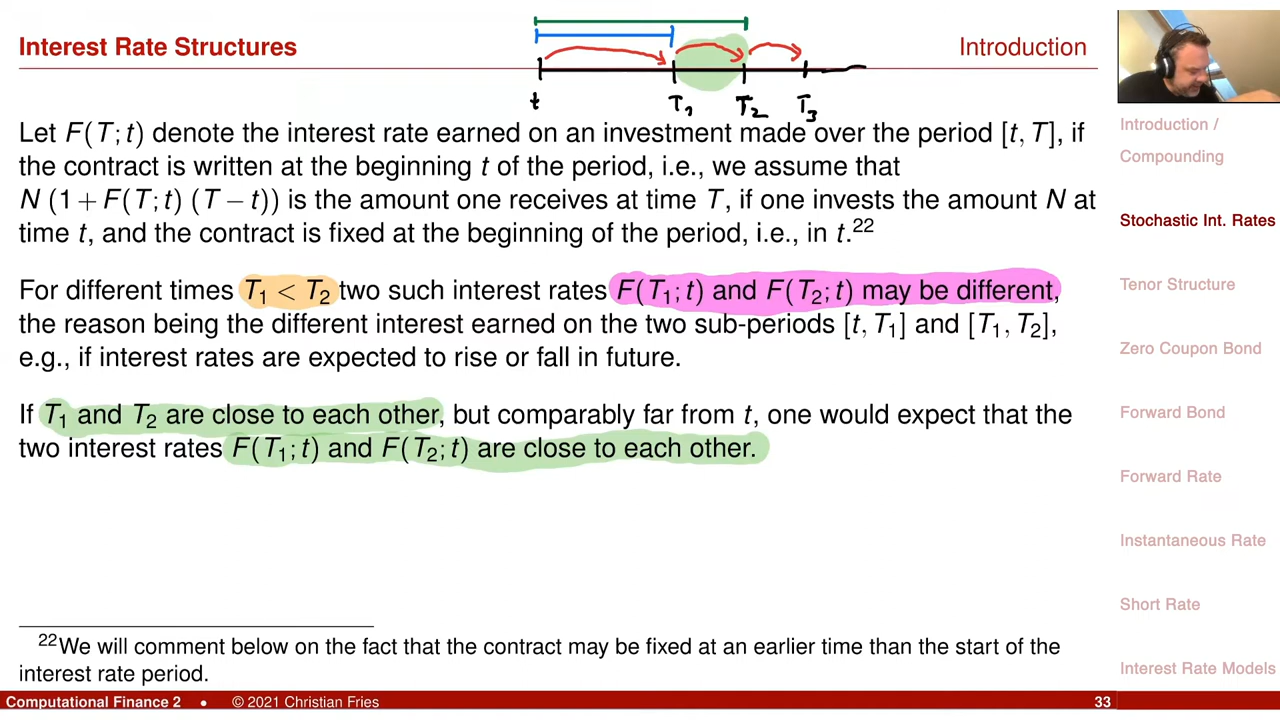 Interest Rate Structures
Introduction
t T₁ T₂ T₃
Let F(T; t) denote the interest rate earned on an investment made over the period [t, T], if
the contract is written at the beginning t of the period, i.e., we assume that
N (1 + F(T; t) (T − t)) is the amount one receives at time T, if one invests the amount N at
time t, and the contract is fixed at the beginning of the period, i.e., in t.²²
For different times T₁ < T₂ two such interest rates F(T₁; t) and F(T₂; t) may be different,
the reason being the different interest earned on the two sub-periods [t, T₁] and [T₁, T₂],
e.g., if interest rates are expected to rise or fall in future.
If T₁ and T₂ are close to each other, but comparably far from t, one would expect that the
two interest rates F(T₁; t) and F(T₂; t) are close to each other.
²²We will comment below on the fact that the contract may be fixed at an earlier time than the start of the
interest rate period.
Introduction /
Compounding
Stochastic Int. Rates
Tenor Structure
Zero Coupon Bond
Forward Bond
Forward Rate
Instantaneous Rate
Short Rate
Interest Rate Models
Computational Finance 2 • © 2021 Christian Fries 33